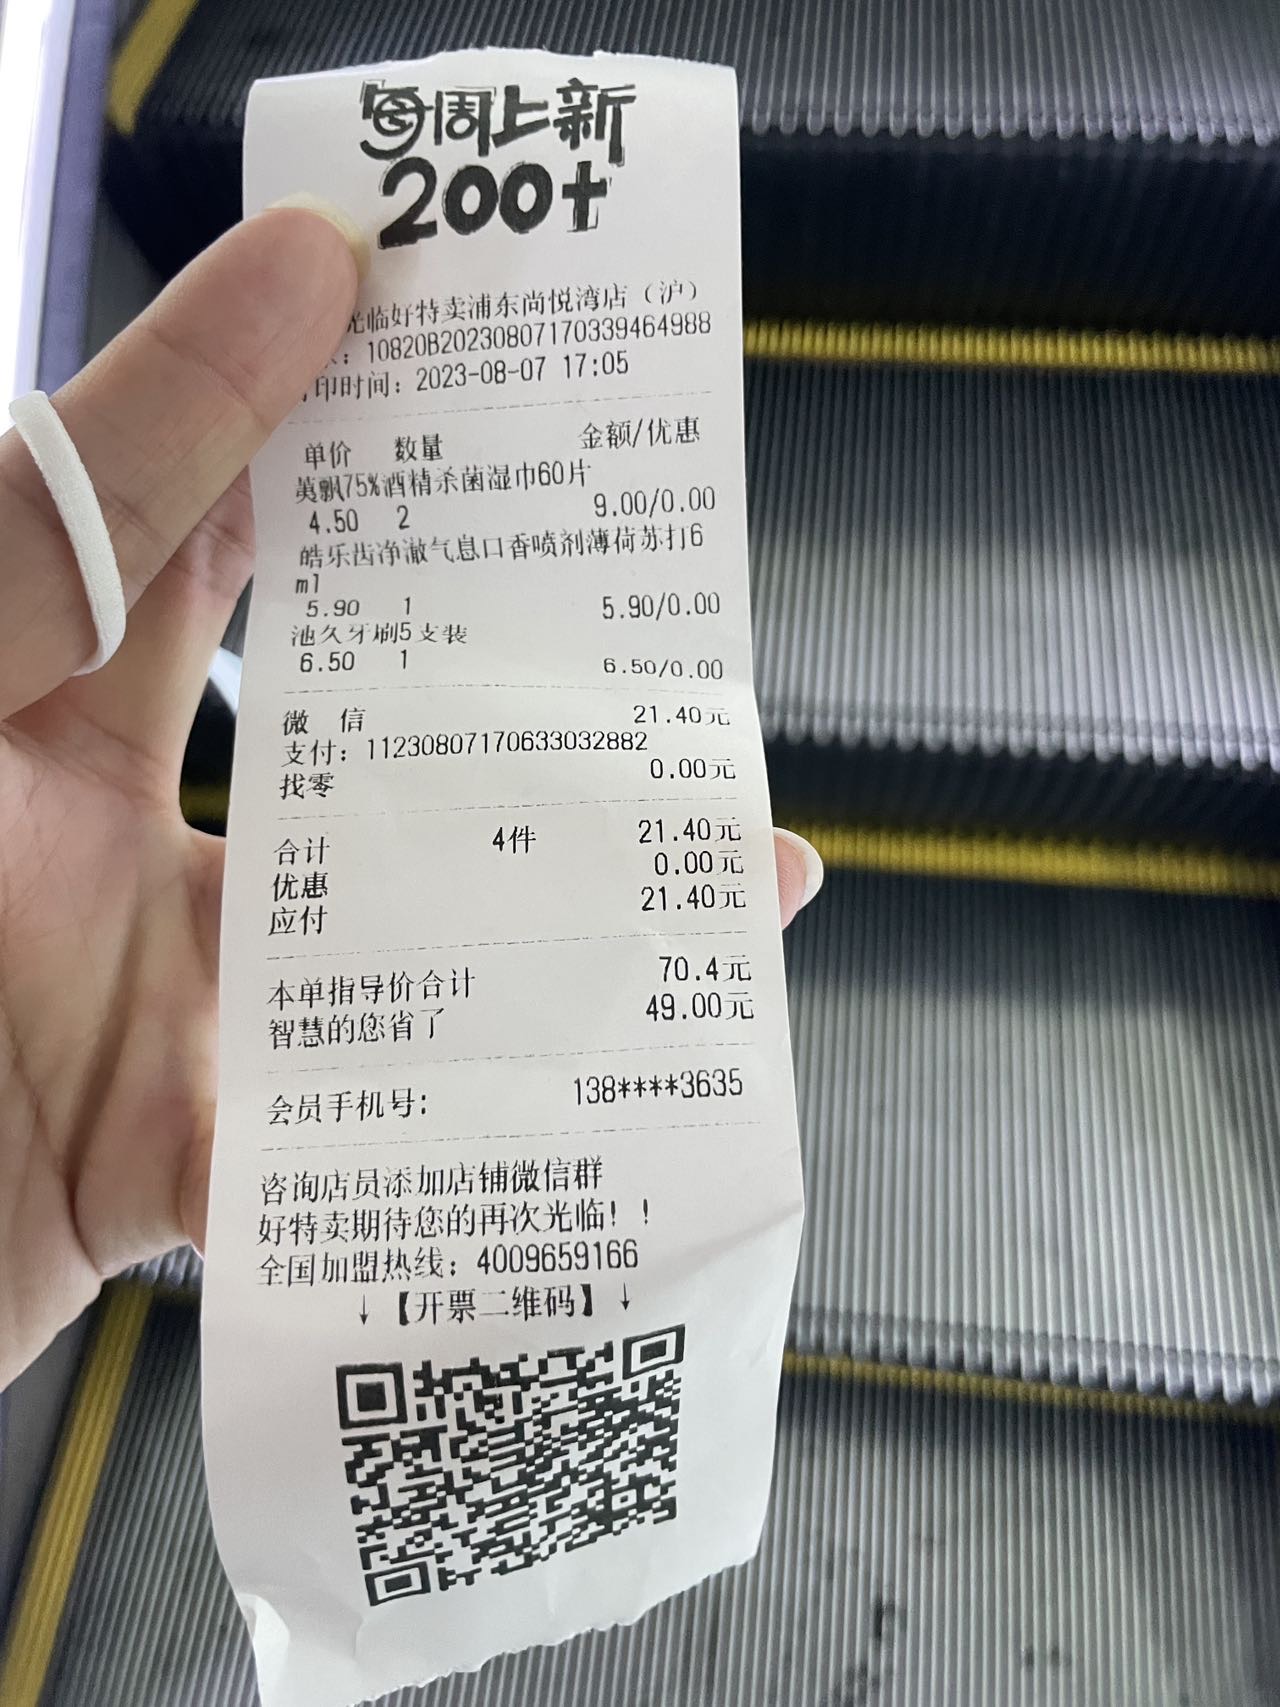 每周上新
200+
光临好特卖浦东尚悦湾店（沪）
：10820B20230807170339464988
印时间：2023-08-07 17:05
单价 数量 金额/优惠
英飘75%酒精杀菌湿巾60片
4.50 2 9.00/0.00
皓乐齿净澈气息口香喷剂薄荷苏打6
ml
5.90 1 5.90/0.00
池久牙刷5支装
6.50 1 6.50/0.00
微 信 21.40元
支付：11230807170633032882
找零 0.00元
合计 4件 21.40元
优惠 0.00元
应付 21.40元
本单指导价合计 70.4元
智慧的您省了 49.00元
会员手机号: 138****3635
咨询店员添加店铺微信群
好特卖期待您的再次光临！！
全国加盟热线：4009659166
↓【开票二维码】↓